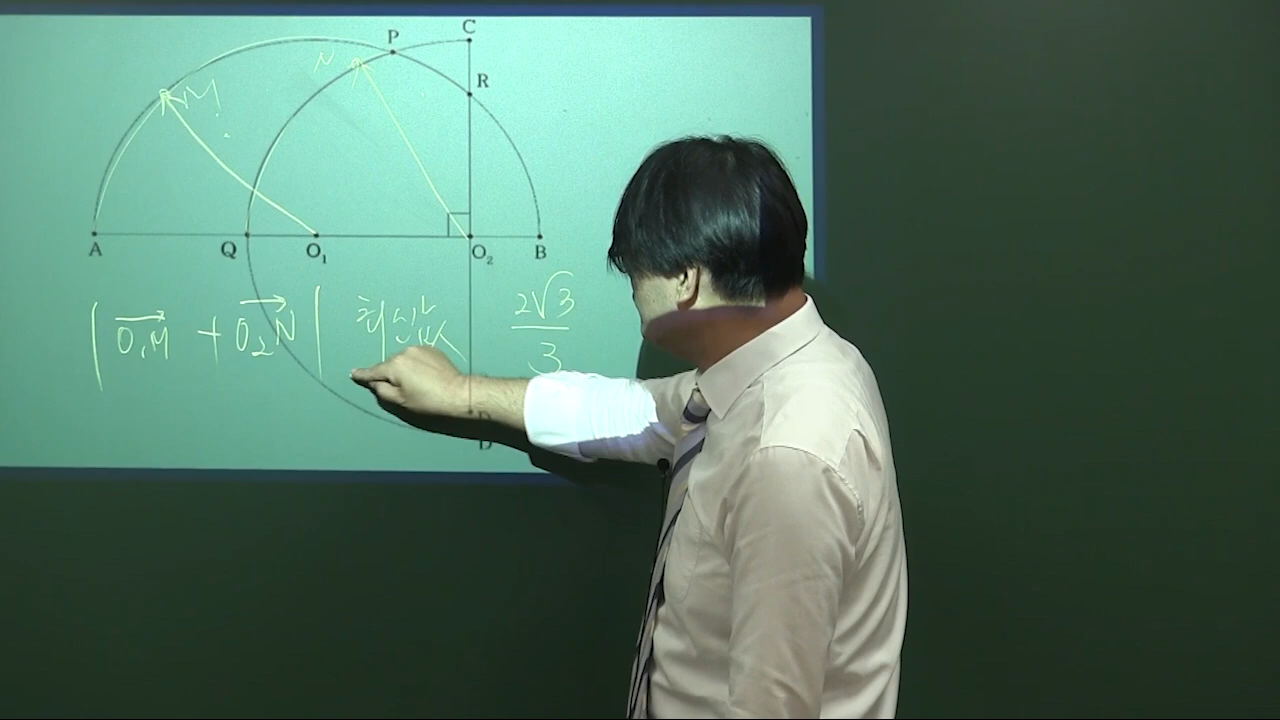 P
C
N
M
R
A
Q
O₁
O₂
B
|O₁M⃗ + O₂N⃗| 최솟값 2√3/3
D